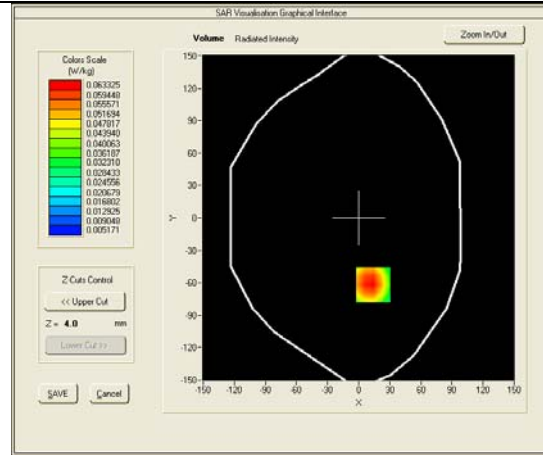 SAR Visualisation Graphical Interface
Volume Radiated Intensity
Zoom In/Out
Colors Scale
(W/kg)
0.063325
0.059448
0.055571
0.051694
0.047817
0.043940
0.040063
0.036187
0.032310
0.028433
0.024556
0.020679
0.016802
0.012925
0.009048
0.005171
Z Cuts Control
<< Upper Cut
Z = 4.0 mm
Lower Cut >>
SAVE Cancel
150
120
90
60
30
0
-30
-60
-90
-120
-150
Y
-150 -120 -90 -60 -30 0 30 60 90 120 150
X